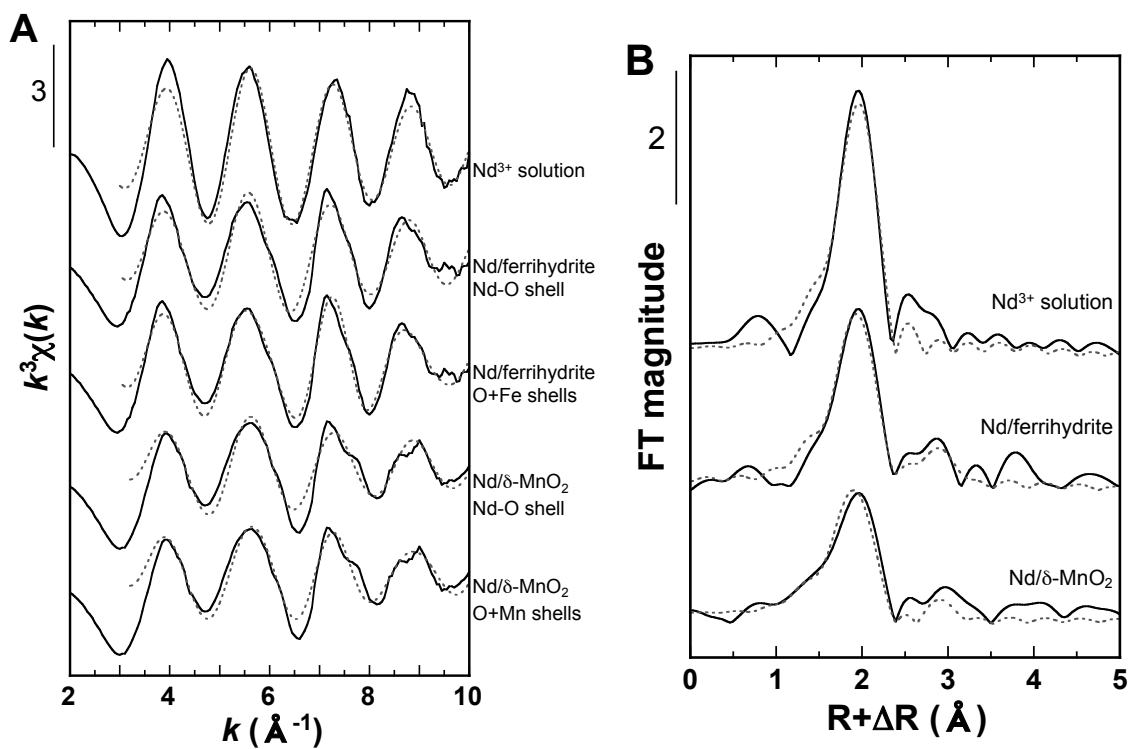 A
3
k³χ(k)
Nd³⁺ solution
Nd/ferrihydrite
Nd-O shell
Nd/ferrihydrite
O+Fe shells
Nd/δ-MnO₂
Nd-O shell
Nd/δ-MnO₂
O+Mn shells
2 4 6 8 10
k (Å⁻¹)
B
2
FT magnitude
Nd³⁺ solution
Nd/ferrihydrite
Nd/δ-MnO₂
0 1 2 3 4 5
R+ΔR (Å)